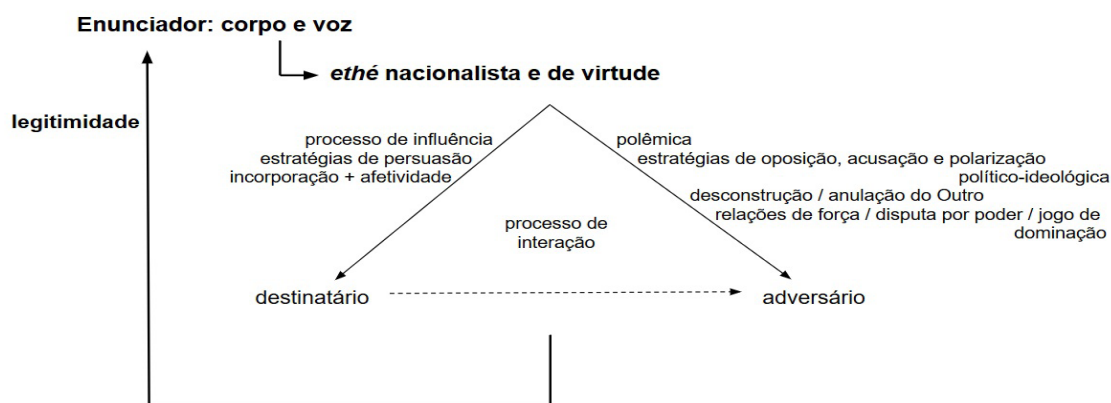 Enunciador: corpo e voz
ethé nacionalista e de virtude
legitimidade
processo de influência
estratégias de persuasão
incorporação + afetividade
polêmica
estratégias de oposição, acusação e polarização
político-ideológica
desconstrução / anulação do Outro
relações de força / disputa por poder / jogo de
dominação
processo de
interação
destinatário
adversário